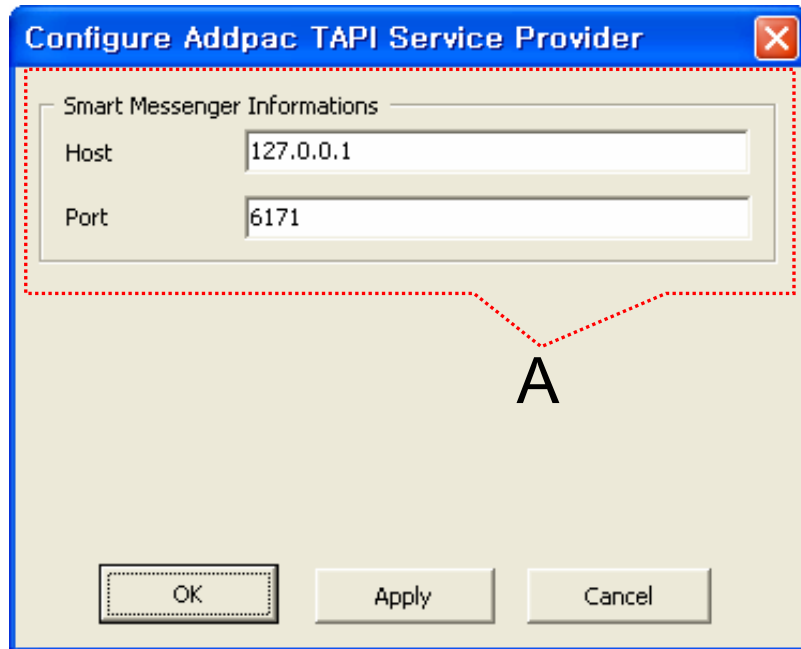 Configure Addpac TAPI Service Provider
Smart Messenger Informations
Host 127.0.0.1
Port 6171
A
OK Apply Cancel